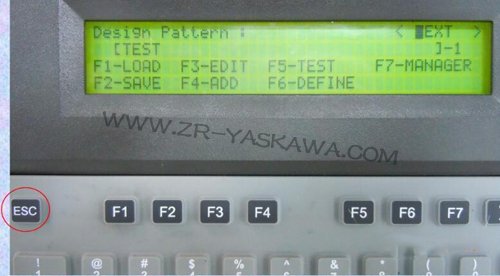 Design Pattern : < EXT >
[TEST ]-1
F1-LOAD F3-EDIT F5-TEST F7-MANAGER
F2-SAVE F4-ADD F6-DEFINE
WWW.ZR-YASKAWA.COM
ESC F1 F2 F3 F4 F5 F6 F7
! @ # $ % ^ & * ( )